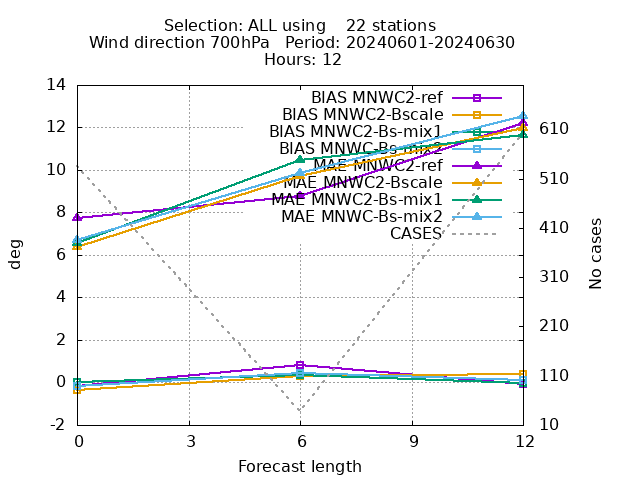 Selection: ALL using    22 stations
Wind direction 700hPa   Period: 20240601-20240630
Hours: 12
14
12
10
8
6
4
2
0
-2
deg
BIAS MNWC2-ref
BIAS MNWC2-Bscale
BIAS MNWC2-Bs-mix1
BIAS MNWC-Bs-mix2
MAE MNWC2-ref
MAE MNWC2-Bscale
MAE MNWC2-Bs-mix1
MAE MNWC-Bs-mix2
CASES
610
510
410
310
210
110
10
No cases
0 3 6 9 12
Forecast length